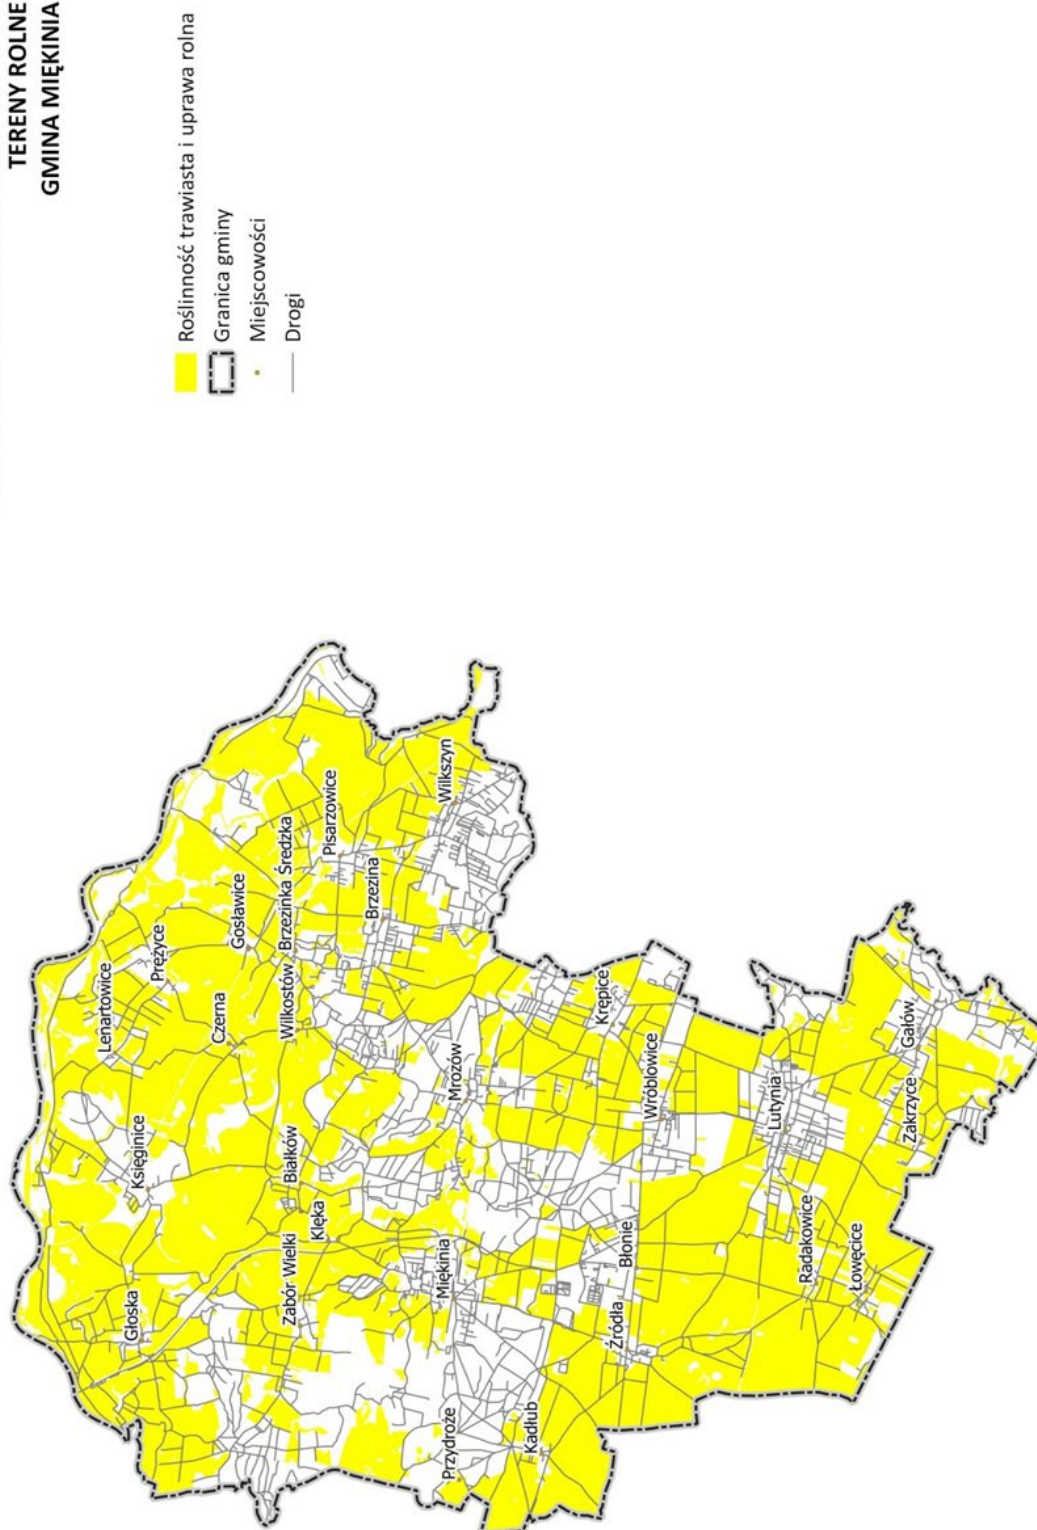 TERENY ROLNE
GMINA MIĘKINIA
Roślinność trawiasta i uprawa rolna
Granica gminy
Miejscowości
Drogi
Głoska
Księginice
Lenartowice
Prężyce
Czerna
Gosławice
Zabór Wielki
Klęka
Białków
Wilkostów
Brzezinka Średzka
Pisarzowice
Brzezina
Wilkszyn
Przydroże
Miękinia
Mrozów
Kadłub
Źródła
Błonie
Krępice
Wróblowice
Lutynia
Radakowice
Łowęcice
Zakrzyce
Gałów